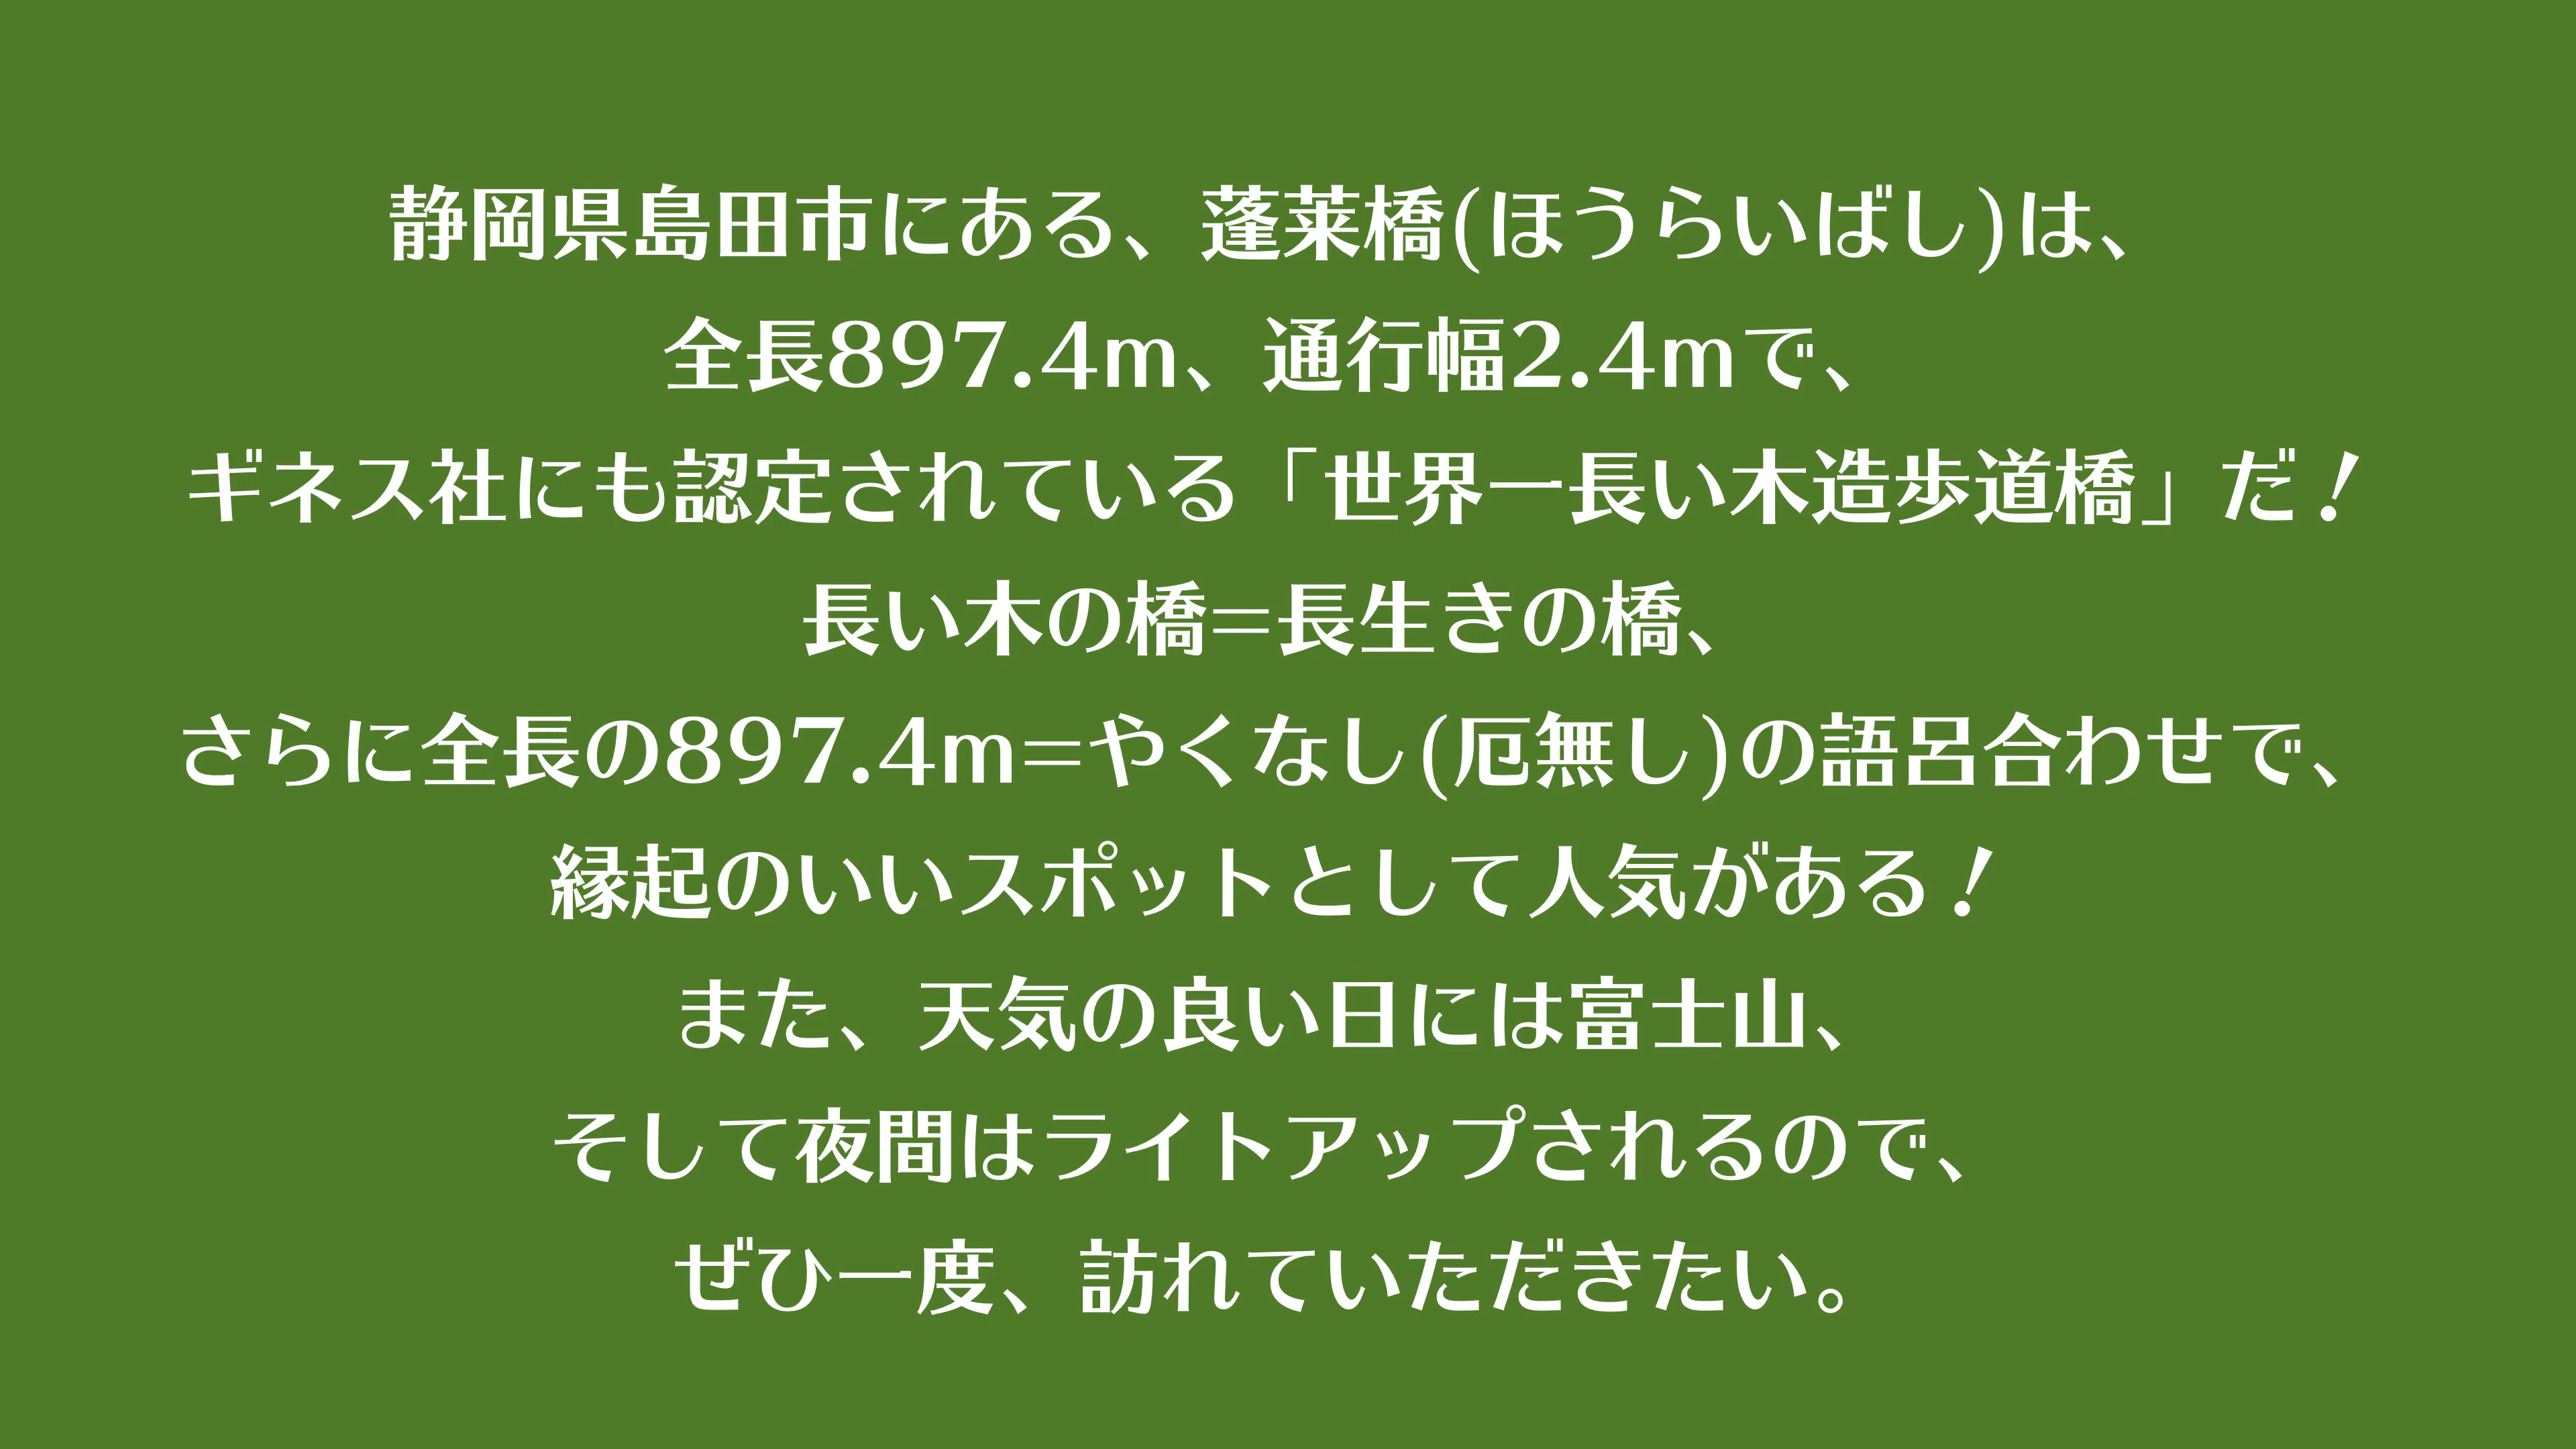 静岡県島田市にある、蓬莱橋(ほうらいばし)は、
全長897.4m、通行幅2.4mで、
ギネス社にも認定されている「世界一長い木造歩道橋」だ！
長い木の橋=長生きの橋、
さらに全長の897.4m=やくなし(厄無し)の語呂合わせで、
縁起のいいスポットとして人気がある！
また、天気の良い日には富士山、
そして夜間はライトアップされるので、
ぜひ一度、訪れていただきたい。